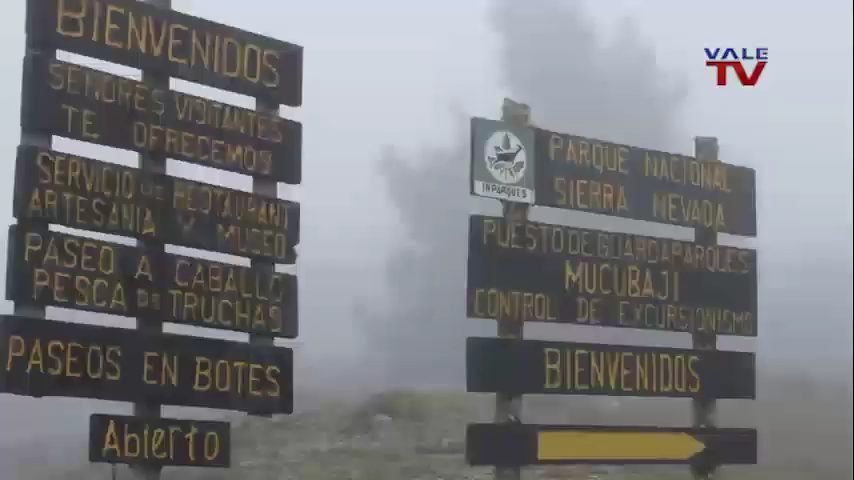 BIENVENIDOS
SEÑORES VISITANTES
TE OFRECEMOS
SERVICIO DE RESTAURANT
ARTESANIA Y MUSEO
PASEO A CABALLO
PESCA DE TRUCHAS
PASEOS EN BOTES
Abierto
INPARQUES
PARQUE NACIONAL
SIERRA NEVADA
PUESTO DE GUARDAPARQUES
MUCUBAJI
CONTROL DE EXCURSIONISMO
BIENVENIDOS
VALE
TV